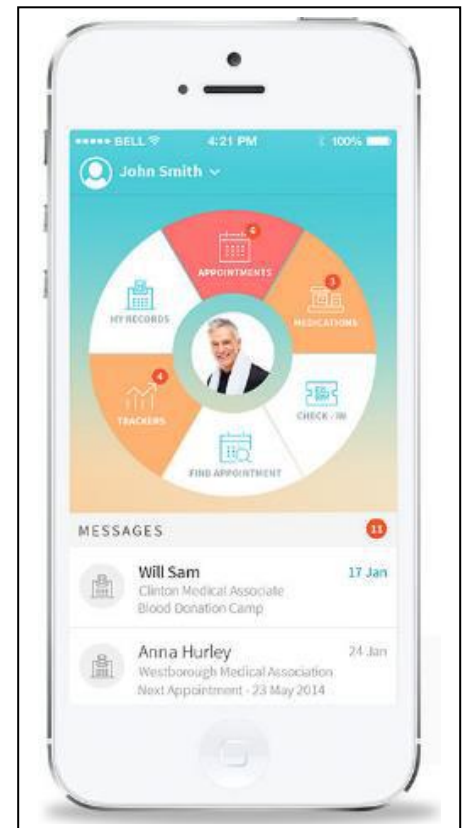 BELL 4:21 PM 100%
John Smith
6
APPOINTMENTS
3
MEDICATIONS
MY RECORDS
4
TRACKERS
CHECK - IN
FIND APPOINTMENT
MESSAGES 11
Will Sam 17 Jan
Clinton Medical Associate
Blood Donation Camp
Anna Hurley 24 Jan
Westborough Medical Association
Next Appointment - 23 May 2014